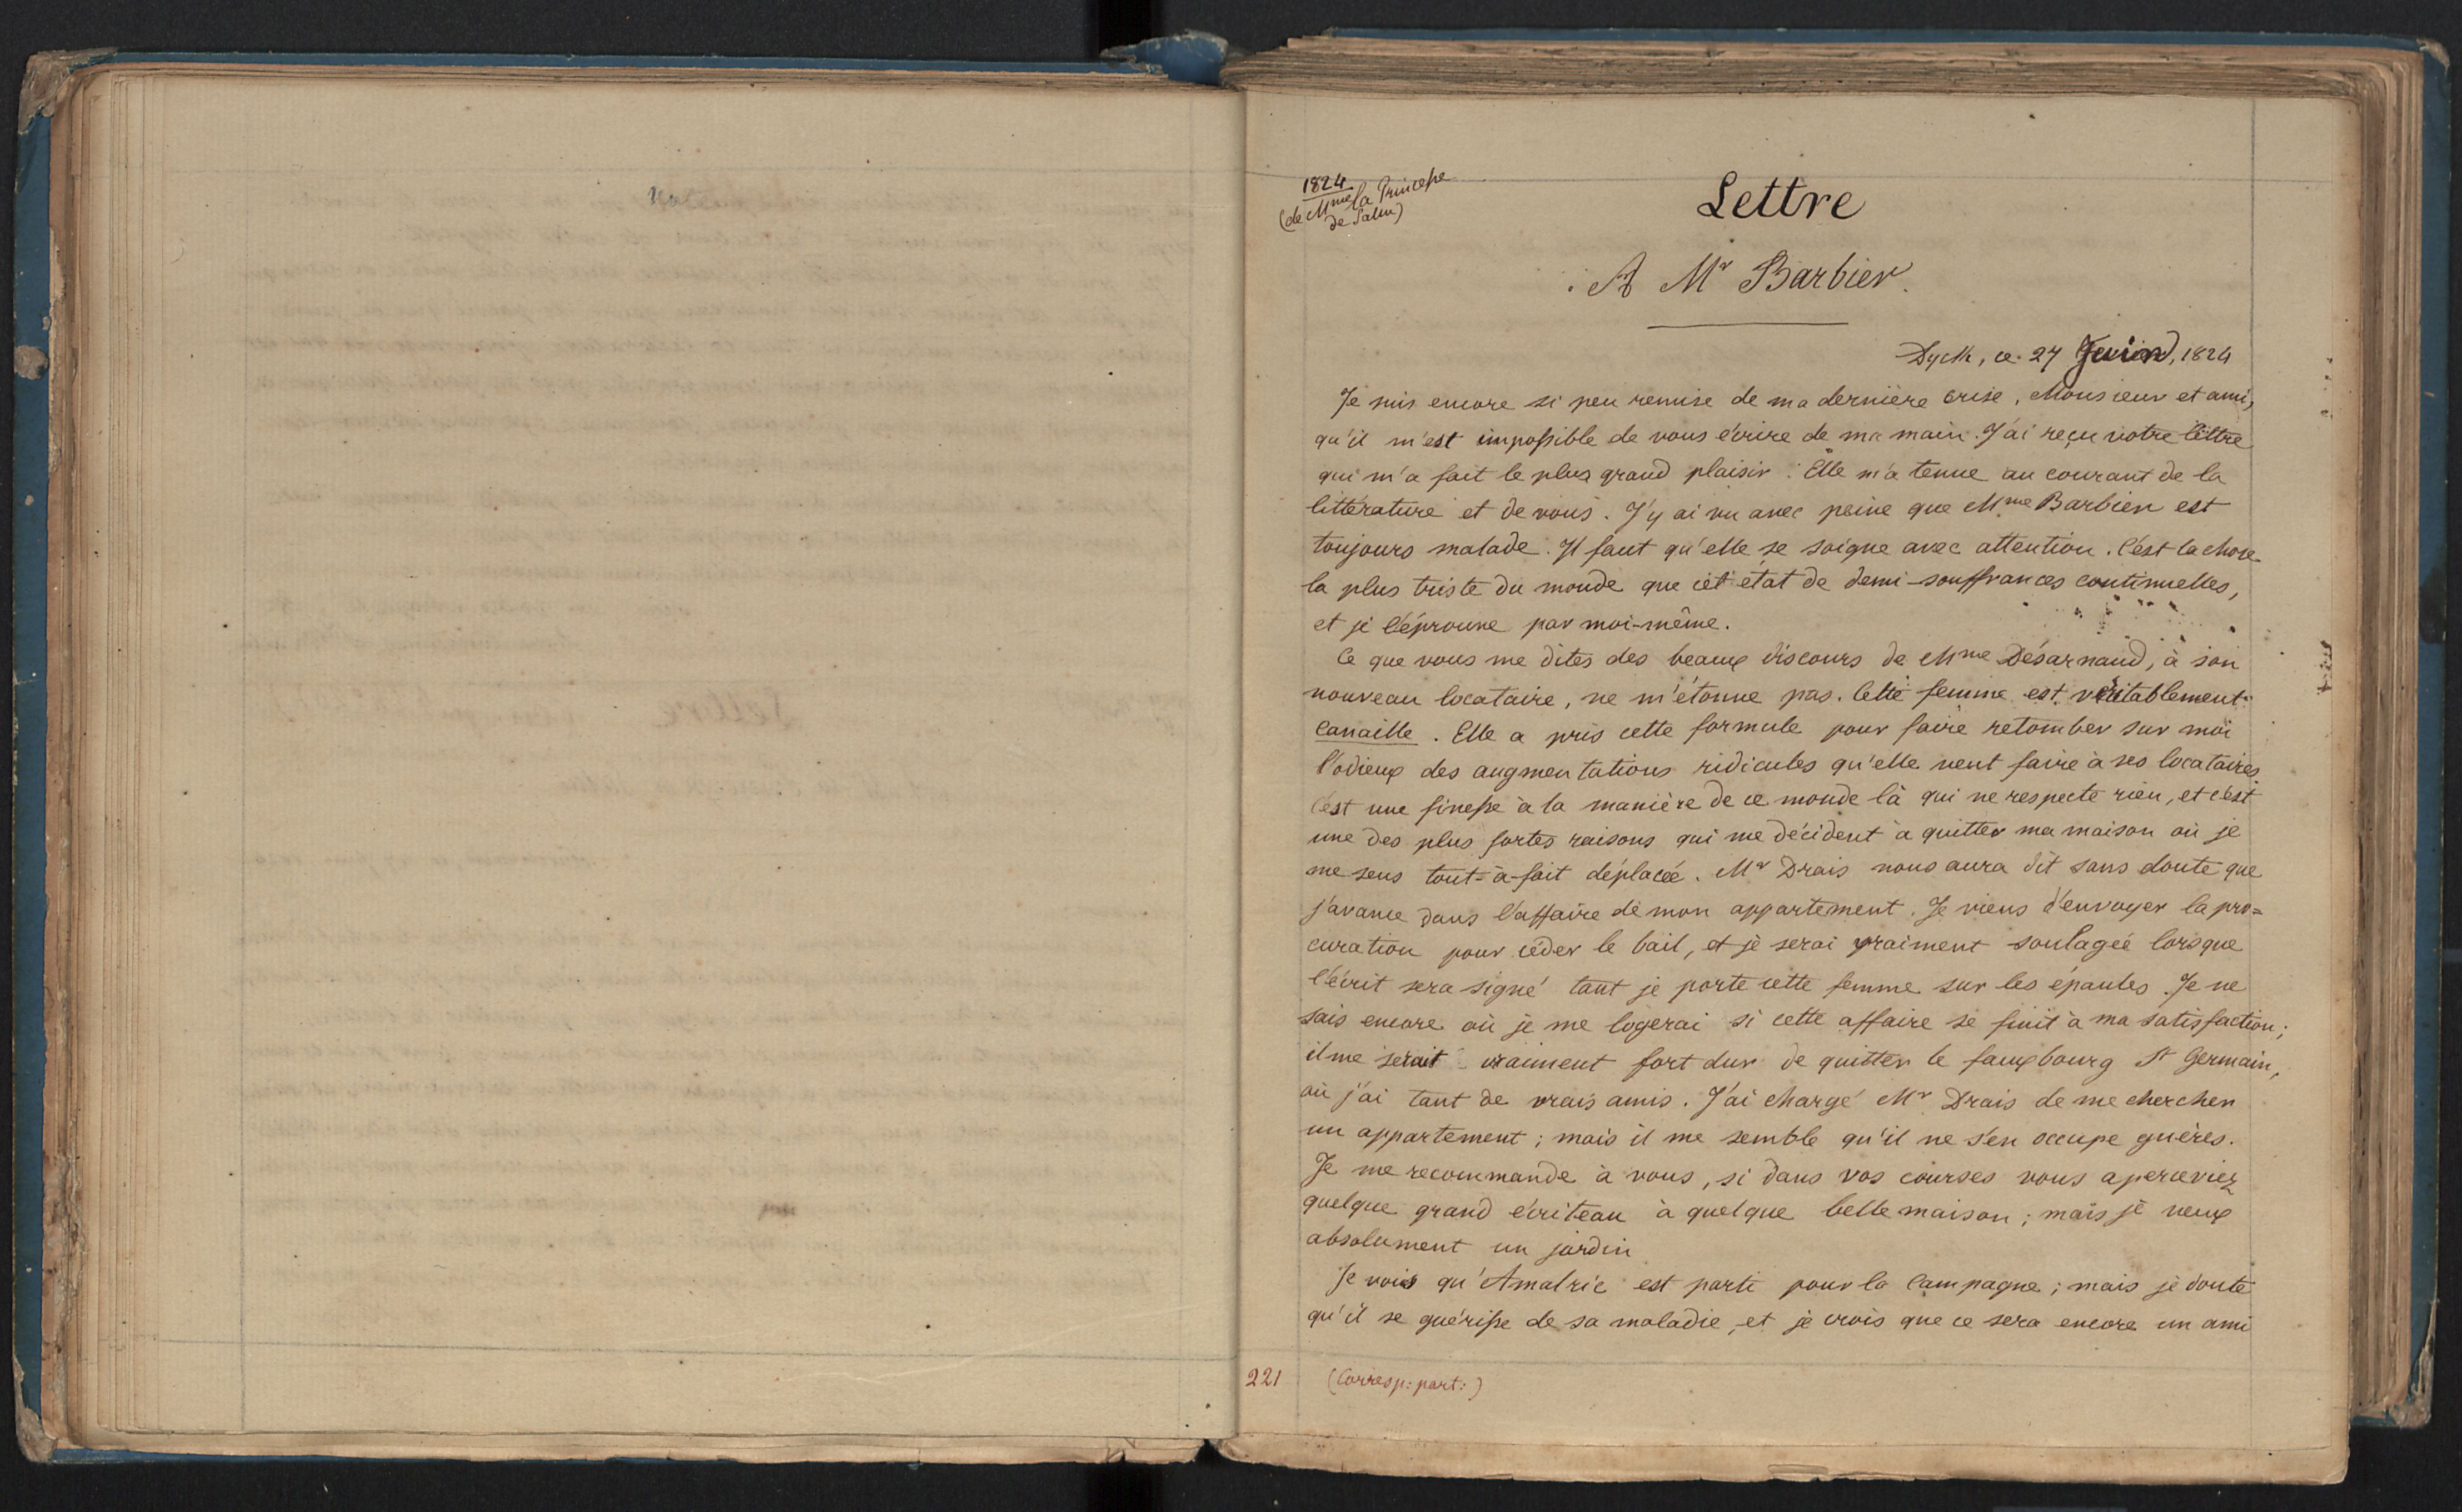 1824
(de Mme la Princesse
de Salm)
Lettre
A Mr Barbier.
Dyck, ce 27 Juin, 1824
Je suis encore si peu remise de ma dernière crise, Monsieur et ami,
qu'il m'est impossible de vous écrire de ma main. J'ai reçu votre lettre
qui m'a fait le plus grand plaisir. Elle m'a tenue au courant de la
littérature et de vous. J'y ai vu avec peine que Mme Barbier est
toujours malade. Il faut qu'elle se soigne avec attention. C'est la chose
la plus triste du monde que cet état de demi-souffrances continuelles,
et je l'éprouve par moi-même.
Ce que vous me dites des beaux discours de Mme Désarnaud, à son
nouveau locataire, ne m'étonne pas. Cette femme est véritablement
canaille. Elle a pris cette formule pour faire retomber sur moi
l'odieux des augmentations ridicules qu'elle veut faire à ses locataires.
C'est une finesse à la manière de ce monde là qui ne respecte rien, et c'est
une des plus fortes raisons qui me décident à quitter ma maison où je
me sens tout-à-fait déplacée. Mr Drais vous aura dit sans doute que
j'avance dans l'affaire de mon appartement. Je viens d'envoyer la pro=
curation pour céder le bail, et je serai vraiment soulagée lorsque
l'écrit sera signé tant je porte cette femme sur les épaules. Je ne
sais encore où je me logerai si cette affaire se finit à ma satisfaction;
il me serait vraiment fort dur de quitter le fauxbourg St Germain,
où j'ai tant de vrais amis. J'ai chargé Mr Drais de me chercher
un appartement; mais il me semble qu'il ne s'en occupe guères.
Je me recommande à vous, si dans vos courses vous aperceviez
quelque grand écriteau à quelque belle maison; mais je veux
absolument un jardin
Je vois qu'Amalric est parti pour la campagne; mais je doute
qu'il se guérisse de sa maladie, et je crois que ce sera encore un ami
221 (Corresp: part:)